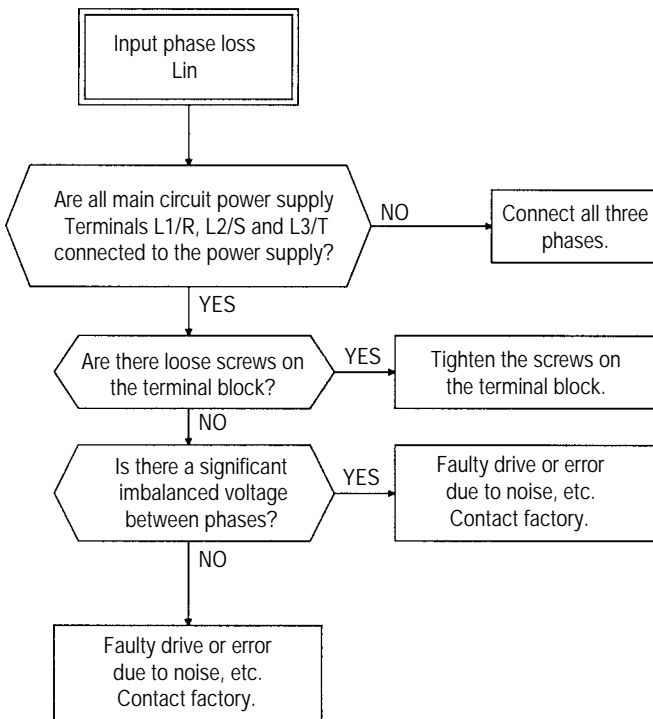 Input phase loss
Lin
Are all main circuit power supply
Terminals L1/R, L2/S and L3/T
connected to the power supply?
NO
Connect all three
phases.
YES
Are there loose screws on
the terminal block?
YES
Tighten the screws on
the terminal block.
NO
Is there a significant
imbalanced voltage
between phases?
YES
Faulty drive or error
due to noise, etc.
Contact factory.
NO
Faulty drive or error
due to noise, etc.
Contact factory.